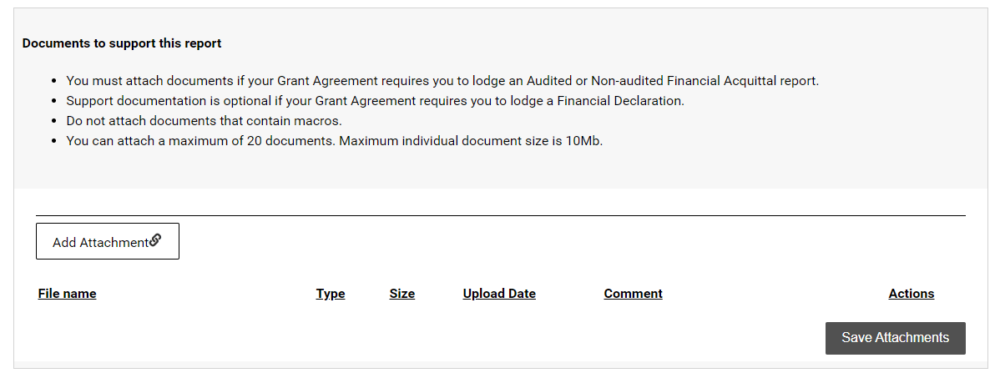 Documents to support this report
You must attach documents if your Grant Agreement requires you to lodge an Audited or Non-audited Financial Acquittal report.
Support documentation is optional if your Grant Agreement requires you to lodge a Financial Declaration.
Do not attach documents that contain macros.
You can attach a maximum of 20 documents. Maximum individual document size is 10Mb.
Add Attachment
File name Type Size Upload Date Comment Actions
Save Attachments